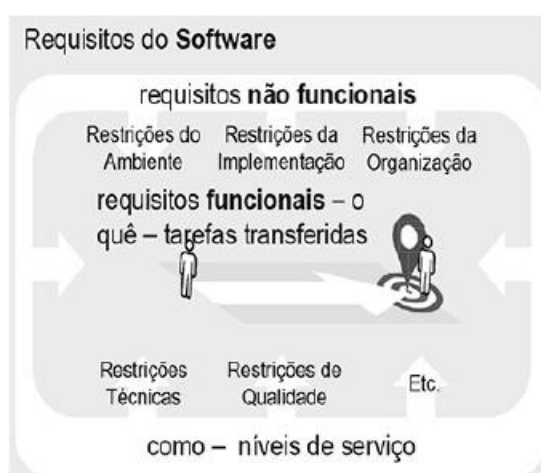 Requisitos do Software
requisitos não funcionais
Restrições do Restrições da Restrições da
Ambiente Implementação Organização
requisitos funcionais – o
quê – tarefas transferidas
Restrições Restrições de Etc.
Técnicas Qualidade
como – níveis de serviço